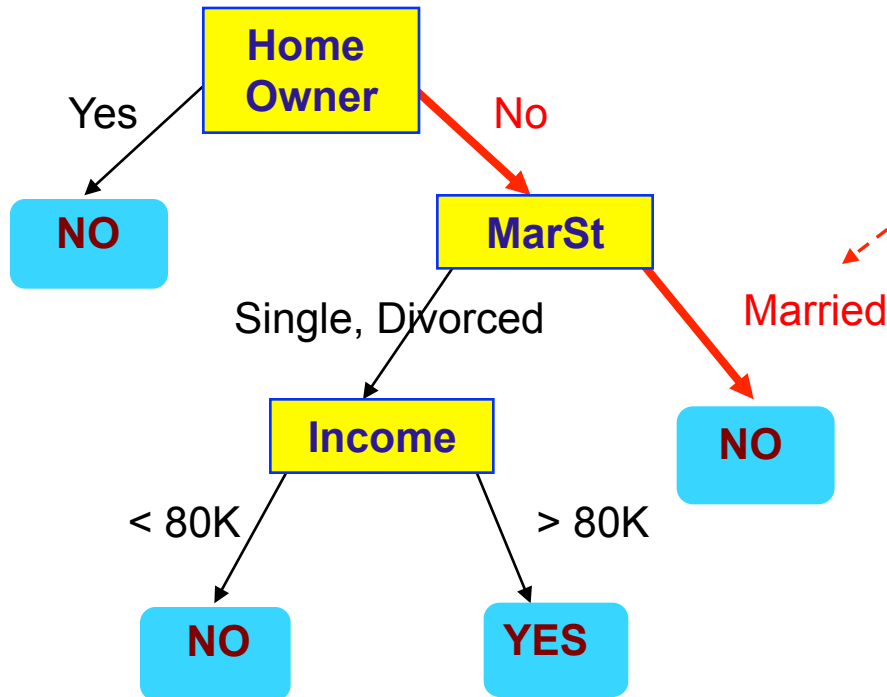 Home
Owner
Yes
No
NO
MarSt
Single, Divorced
Married
Income
NO
< 80K
> 80K
NO
YES